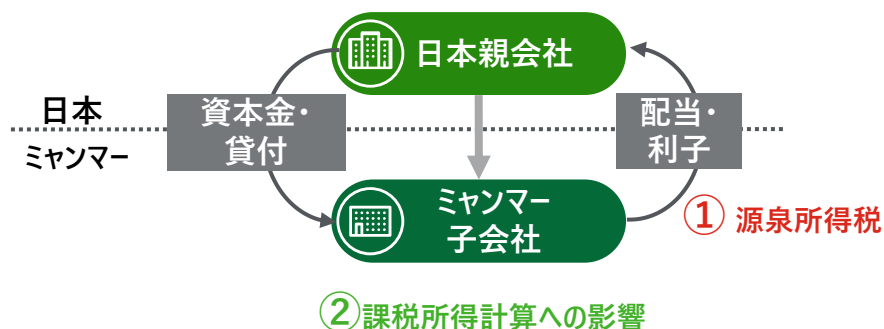 日本親会社
日本
資本金・
貸付
配当・
利子
ミャンマー
ミャンマー
子会社
① 源泉所得税
②課税所得計算への影響